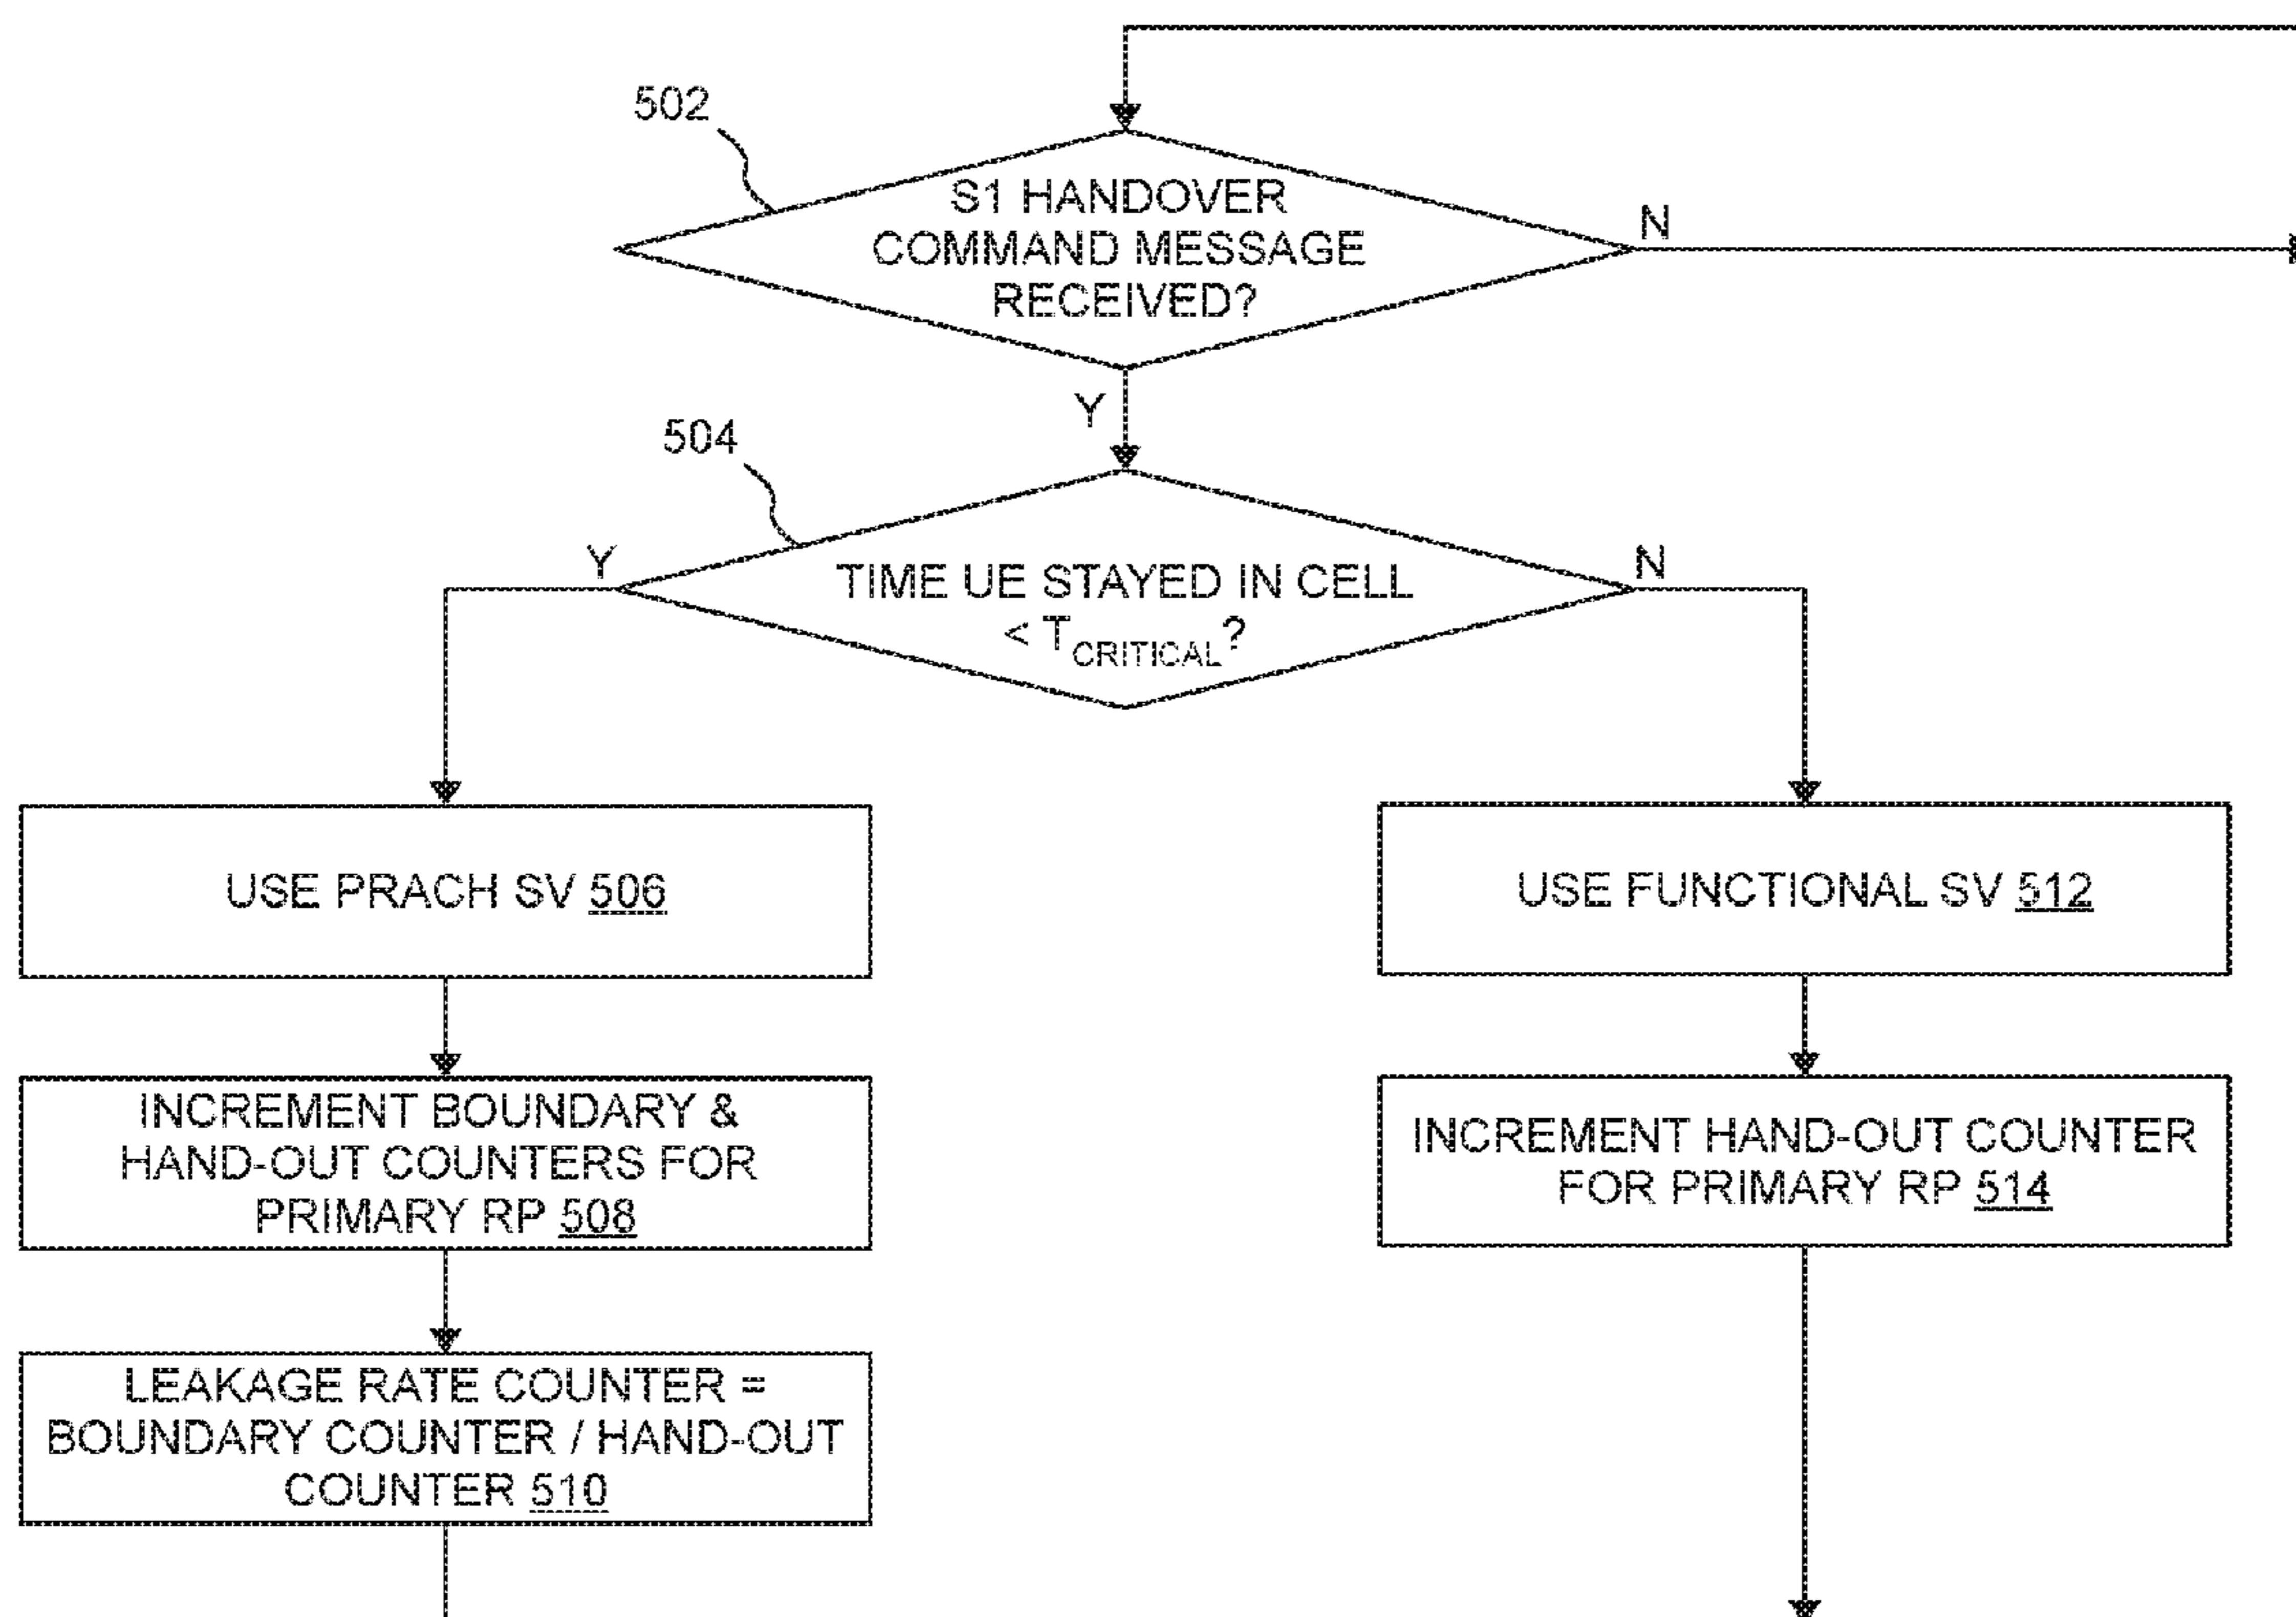 502
S1 HANDOVER
COMMAND MESSAGE
RECEIVED?
N
Y
504
Y
TIME UE STAYED IN CELL
< T CRITICAL?
N
USE PRACH SV 506
USE FUNCTIONAL SV 512
INCREMENT BOUNDARY &
HAND-OUT COUNTERS FOR
PRIMARY RP 508
INCREMENT HAND-OUT COUNTER
FOR PRIMARY RP 514
LEAKAGE RATE COUNTER =
BOUNDARY COUNTER / HAND-OUT
COUNTER 510